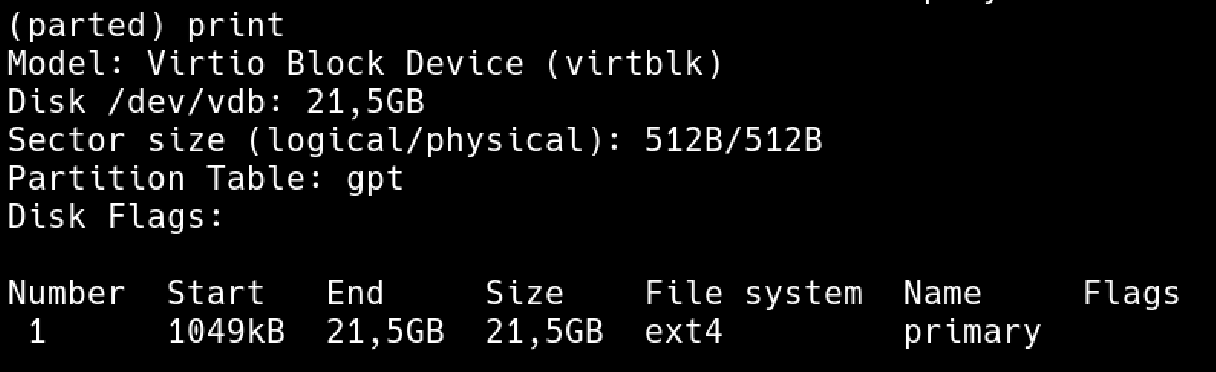 (parted) print
Model: Virtio Block Device (virtblk)
Disk /dev/vdb: 21,5GB
Sector size (logical/physical): 512B/512B
Partition Table: gpt
Disk Flags:
Number  Start   End     Size    File system  Name     Flags
 1      1049kB  21,5GB  21,5GB  ext4         primary